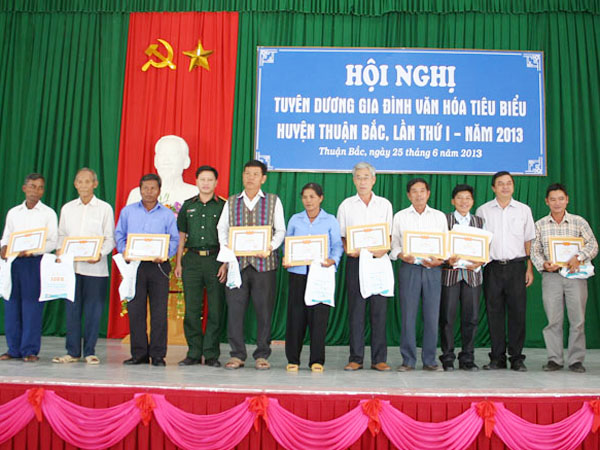 HỘI NGHỊ
TUYÊN DƯƠNG GIA ĐÌNH VĂN HÓA TIÊU BIỂU
HUYỆN THUẬN BẮC, LẦN THỨ I - NĂM 2013
Thuận Bắc, ngày 25 tháng 6 năm 2013